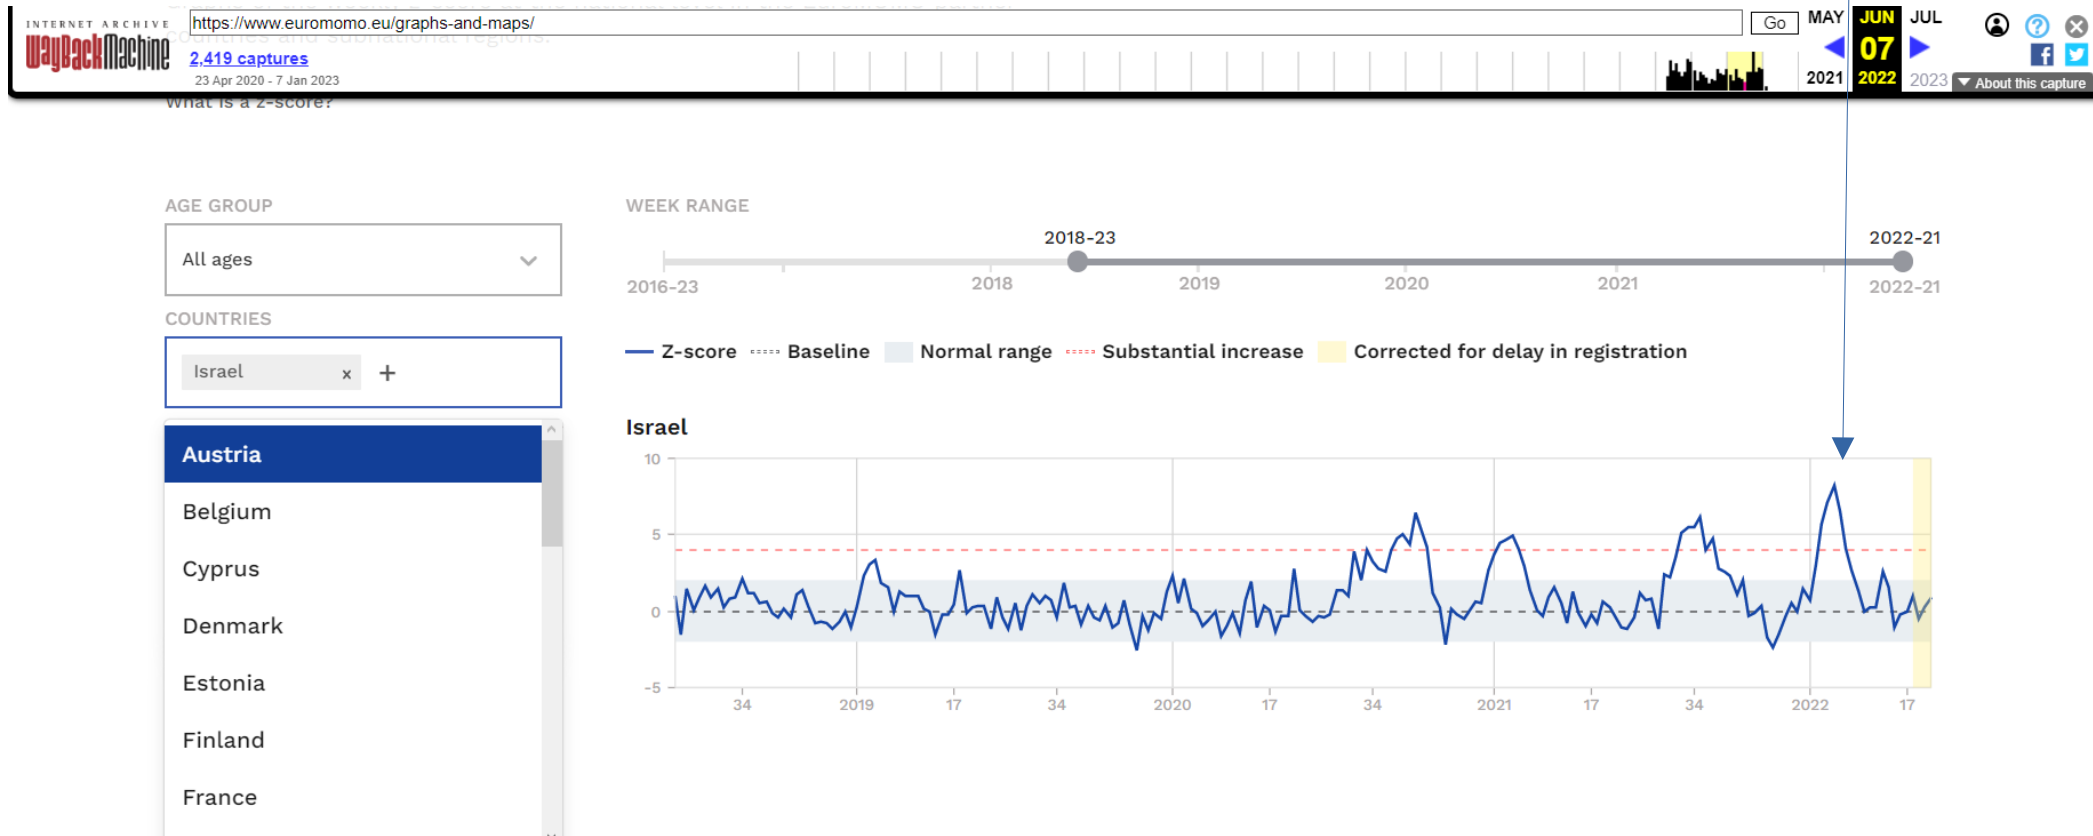 INTERNET ARCHIVE
WayBackMachine
https://www.euromomo.eu/graphs-and-maps/
Go
MAY JUN JUL
07
2021 2022 2023
2,419 captures
23 Apr 2020 - 7 Jan 2023
About this capture
countries and subnational regions.
What is a z-score?
AGE GROUP
All ages
COUNTRIES
Israel x +
Austria
Belgium
Cyprus
Denmark
Estonia
Finland
France
WEEK RANGE
2018-23 2022-21
2016-23 2018 2019 2020 2021 2022-21
Z-score Baseline Normal range Substantial increase Corrected for delay in registration
Israel
10
5
0
-5
34 2019 17 34 2020 17 34 2021 17 34 2022 17